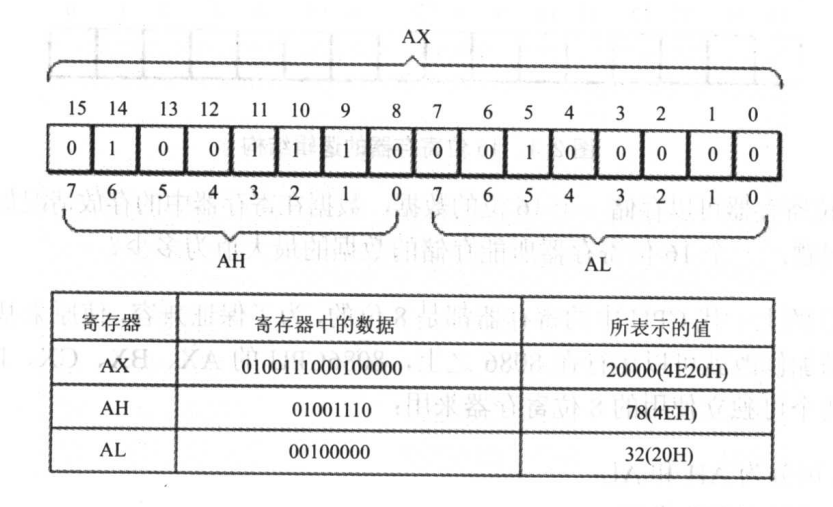 AX
15 14 13 12 11 10 9 8 7 6 5 4 3 2 1 0
0 1 0 0 1 1 1 0 0 0 1 0 0 0 0 0
7 6 5 4 3 2 1 0 7 6 5 4 3 2 1 0
AH AL
寄存器 寄存器中的数据 所表示的值
AX 0100111000100000 20000(4E20H)
AH 01001110 78(4EH)
AL 00100000 32(20H)